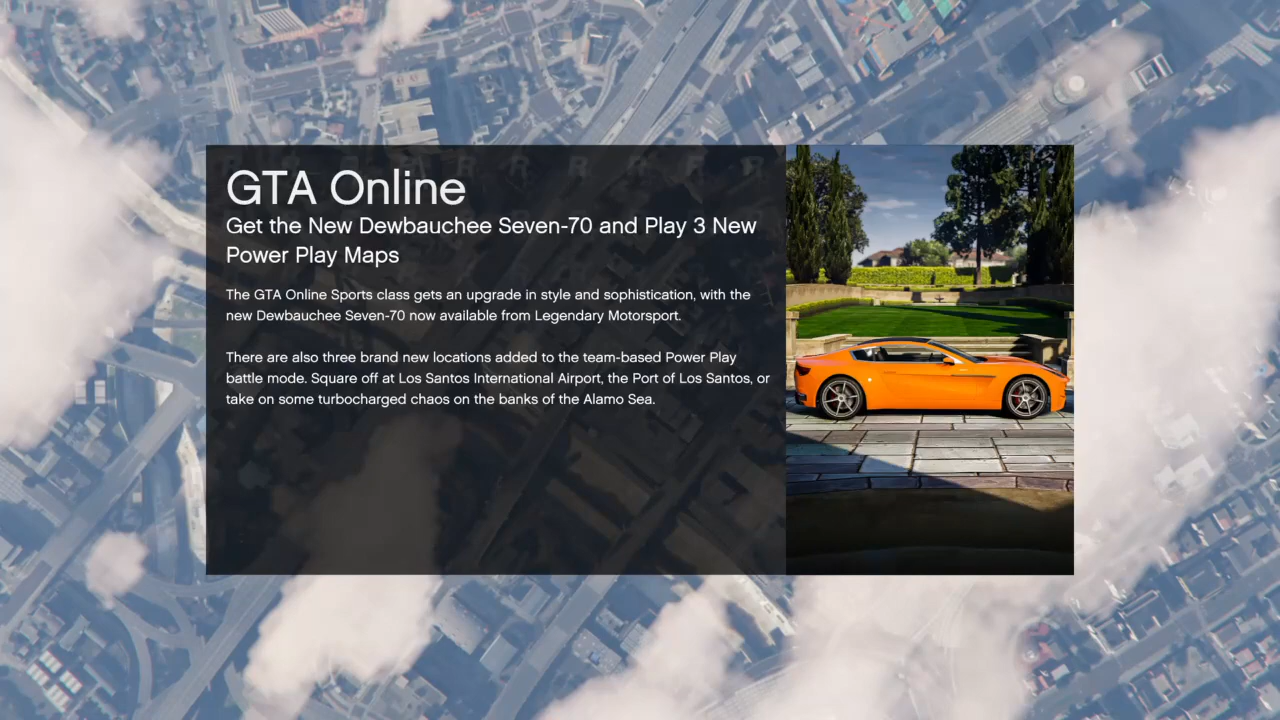 GTA Online
Get the New Dewbauchee Seven-70 and Play 3 New
Power Play Maps
The GTA Online Sports class gets an upgrade in style and sophistication, with the
new Dewbauchee Seven-70 now available from Legendary Motorsport.
There are also three brand new locations added to the team-based Power Play
battle mode. Square off at Los Santos International Airport, the Port of Los Santos, or
take on some turbocharged chaos on the banks of the Alamo Sea.